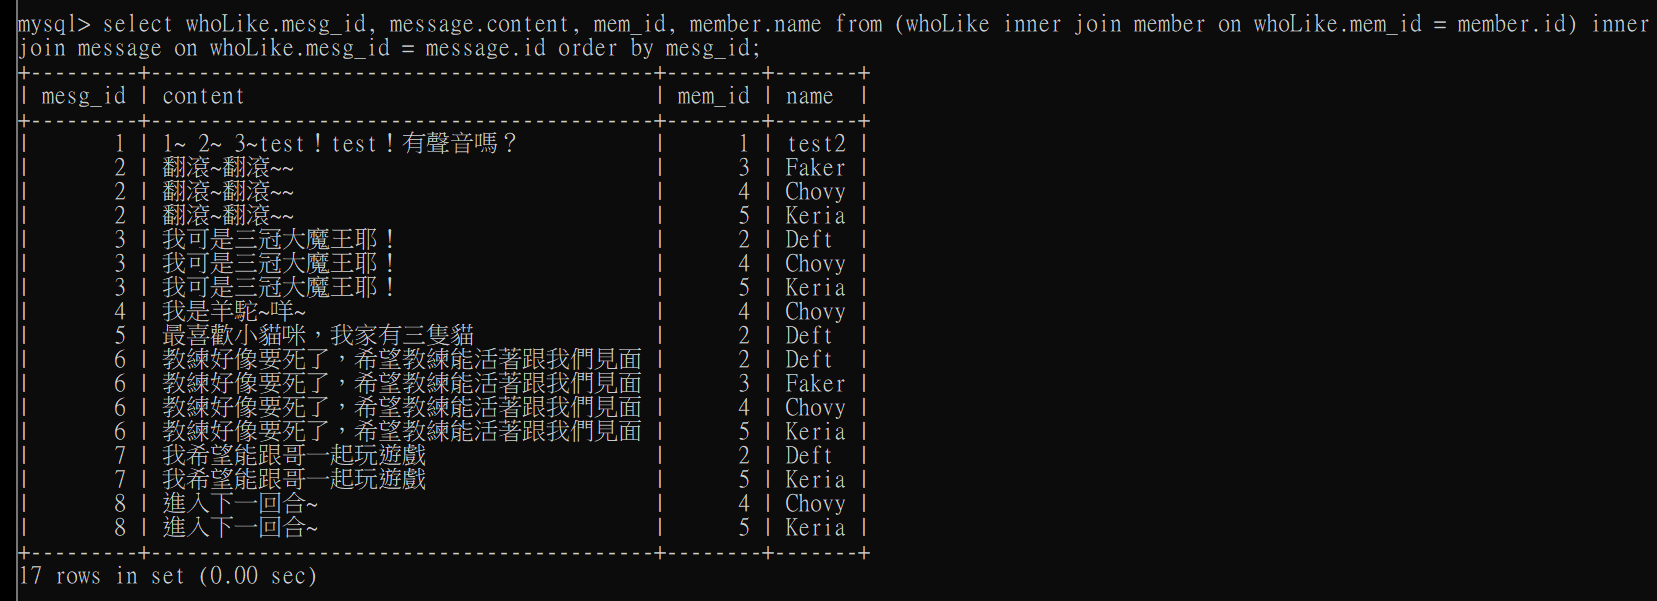 mysql> select whoLike.mesg_id, message.content, mem_id, member.name from (whoLike inner join member on whoLike.mem_id = member.id) inner
join message on whoLike.mesg_id = message.id order by mesg_id;
+---------+------------------------------------------+--------+-------+
| mesg_id | content                                  | mem_id | name  |
+---------+------------------------------------------+--------+-------+
|       1 | 1~ 2~ 3~test！test！有聲音嗎？            |      1 | test2 |
|       2 | 翻滾~翻滾~~                              |      3 | Faker |
|       2 | 翻滾~翻滾~~                              |      4 | Chovy |
|       2 | 翻滾~翻滾~~                              |      5 | Keria |
|       3 | 我可是三冠大魔王耶！                     |      2 | Deft  |
|       3 | 我可是三冠大魔王耶！                     |      4 | Chovy |
|       3 | 我可是三冠大魔王耶！                     |      5 | Keria |
|       4 | 我是羊駝~咩~                             |      4 | Chovy |
|       5 | 最喜歡小貓咪，我家有三隻貓               |      2 | Deft  |
|       6 | 教練好像要死了，希望教練能活著跟我們見面 |      2 | Deft  |
|       6 | 教練好像要死了，希望教練能活著跟我們見面 |      3 | Faker |
|       6 | 教練好像要死了，希望教練能活著跟我們見面 |      4 | Chovy |
|       6 | 教練好像要死了，希望教練能活著跟我們見面 |      5 | Keria |
|       7 | 我希望能跟哥一起玩遊戲                   |      2 | Deft  |
|       7 | 我希望能跟哥一起玩遊戲                   |      5 | Keria |
|       8 | 進入下一回合~                            |      4 | Chovy |
|       8 | 進入下一回合~                            |      5 | Keria |
+---------+------------------------------------------+--------+-------+
17 rows in set (0.00 sec)